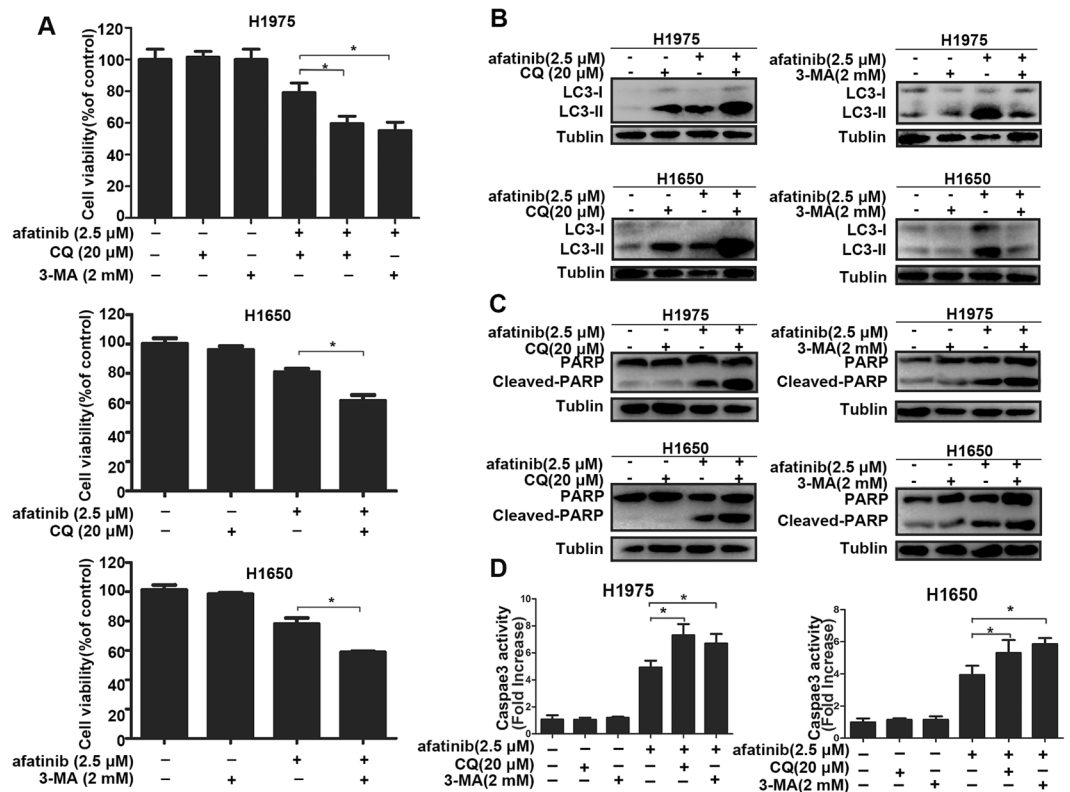 A
H1975
Cell viability(%of control)
120
100
80
60
40
20
0
*
*
afatinib (2.5 µM) – – – + + +
CQ (20 µM) – + – + + –
3-MA (2 mM) – – + – – +
H1650
Cell viability(%of control)
120
100
80
60
40
20
0
*
afatinib (2.5 µM) – – + +
CQ (20 µM) – + – +
H1650
Cell viability(%of control)
120
100
80
60
40
20
0
*
afatinib (2.5 µM) – – + +
3-MA (2 mM) – + – +
B
H1975
afatinib(2.5 µM) - - + +
CQ (20 µM) - + - +
LC3-I
LC3-II
Tublin
H1975
afatinib(2.5 µM) - - + +
3-MA(2 mM) - + - +
LC3-I
LC3-II
Tublin
H1650
afatinib(2.5 µM) - - + +
CQ(20 µM) - + - +
LC3-I
LC3-II
Tublin
H1650
afatinib(2.5 µM) - - + +
3-MA(2 mM) - + - +
LC3-I
LC3-II
Tublin
C
H1975
afatinib(2.5 µM) - - + +
CQ(20 µM) - + - +
PARP
Cleaved-PARP
Tublin
H1975
afatinib(2.5 µM) - - + +
3-MA(2 mM) - + - +
PARP
Cleaved-PARP
Tublin
H1650
afatinib(2.5 µM) - - + +
CQ(20 µM) - + - +
PARP
Cleaved-PARP
Tublin
H1650
afatinib(2.5 µM) - - + +
3-MA(2 mM) - + - +
PARP
Cleaved-PARP
Tublin
D
H1975
Caspae3 activity
(Fold Increase)
10
8
6
4
2
0
*
*
afatinib(2.5 µM) – – – + + +
CQ(20 µM) – + – – + –
3-MA(2 mM) – – + – – +
H1650
Caspae3 activity
(Fold Increase)
8
6
4
2
0
*
*
afatinib(2.5 µM) – – – + + +
CQ(20 µM) – + – – + –
3-MA(2 mM) – – + – – +